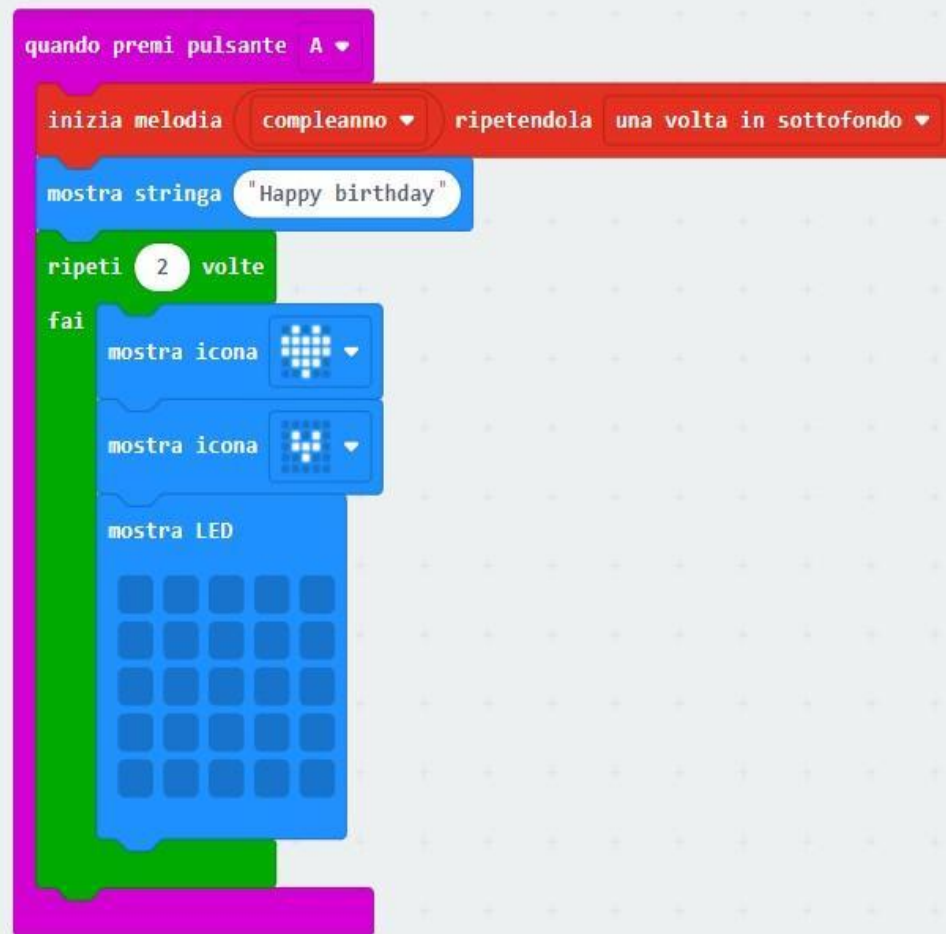 quando premi pulsante A
inizia melodia compleanno ripetendola una volta in sottofondo
mostra stringa "Happy birthday"
ripeti 2 volte
fai
mostra icona
mostra icona
mostra LED